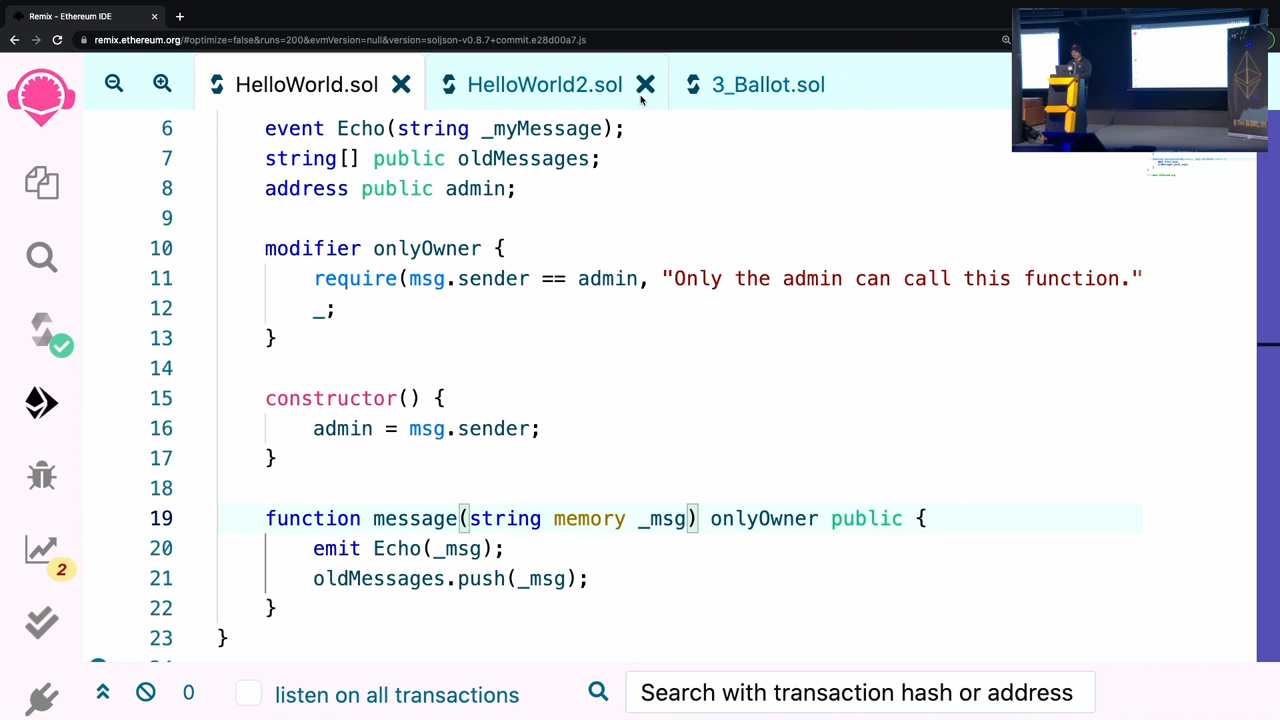 Remix - Ethereum IDE
remix.ethereum.org/#optimize=false&runs=200&evmVersion=null&version=soljson-v0.8.7+commit.e28d00a7.js
HelloWorld.sol
HelloWorld2.sol
3_Ballot.sol
6 event Echo(string _myMessage);
7 string[] public oldMessages;
8 address public admin;
9
10 modifier onlyOwner {
11 require(msg.sender == admin, "Only the admin can call this function."
12 _;
13 }
14
15 constructor() {
16 admin = msg.sender;
17 }
18
19 function message(string memory _msg) onlyOwner public {
20 emit Echo(_msg);
21 oldMessages.push(_msg);
22 }
23 }
2
0
listen on all transactions
Search with transaction hash or address